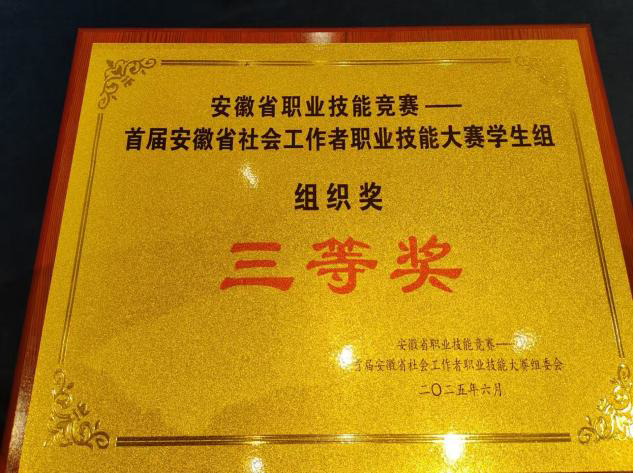 安徽省职业技能竞赛——
首届安徽省社会工作者职业技能大赛学生组
组织奖
三等奖
安徽省职业技能竞赛——
首届安徽省社会工作者职业技能大赛组委会
二〇二五年六月